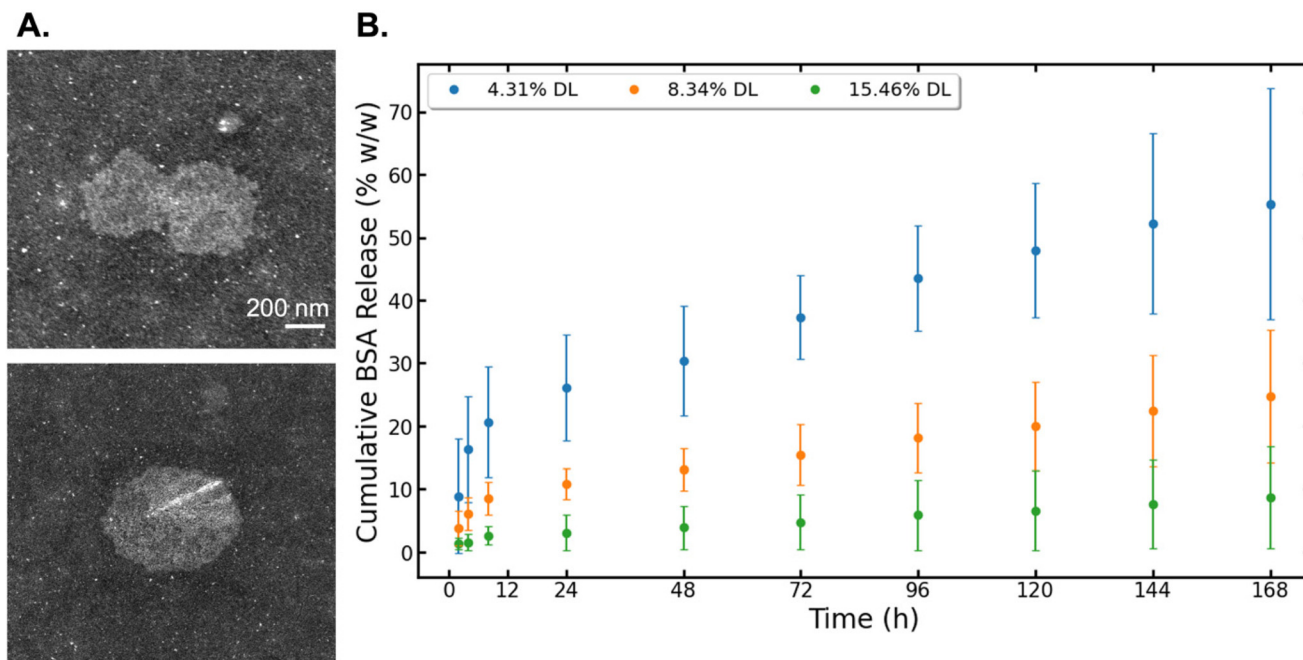 A.
B.
200 nm
4.31% DL 8.34% DL 15.46% DL
Cumulative BSA Release (% w/w)
70
60
50
40
30
20
10
0
0 12 24 48 72 96 120 144 168
Time (h)